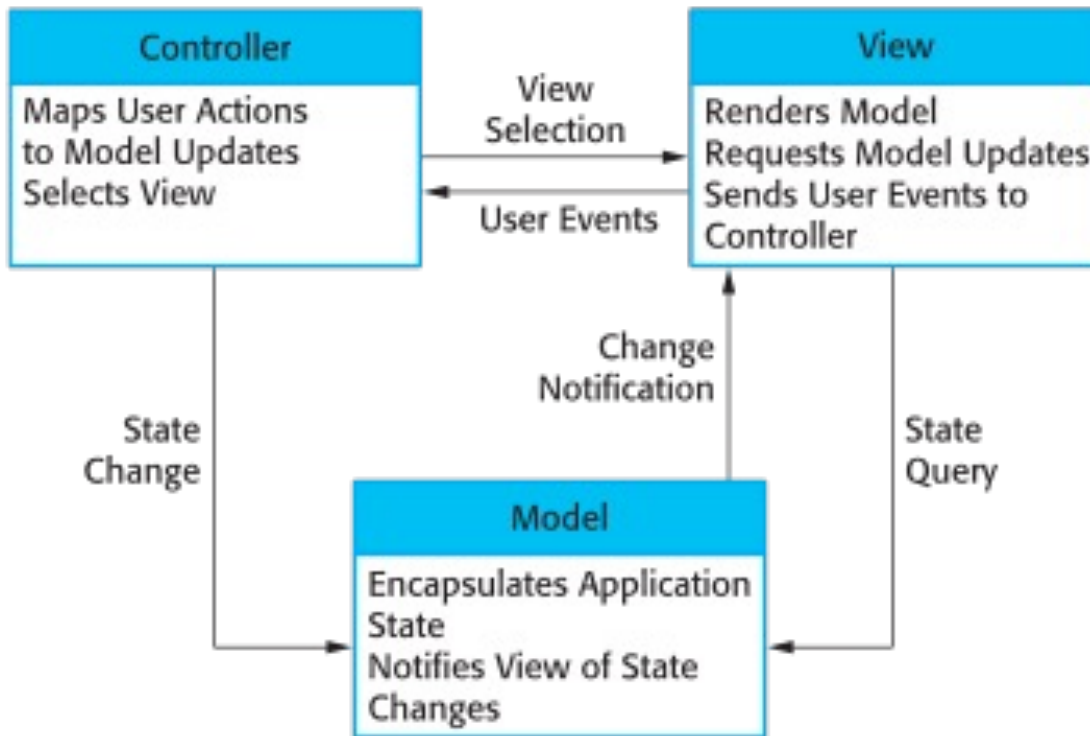 Controller
Maps User Actions
to Model Updates
Selects View
View
Selection
User Events
View
Renders Model
Requests Model Updates
Sends User Events to
Controller
Change
Notification
State
Change
State
Query
Model
Encapsulates Application
State
Notifies View of State
Changes